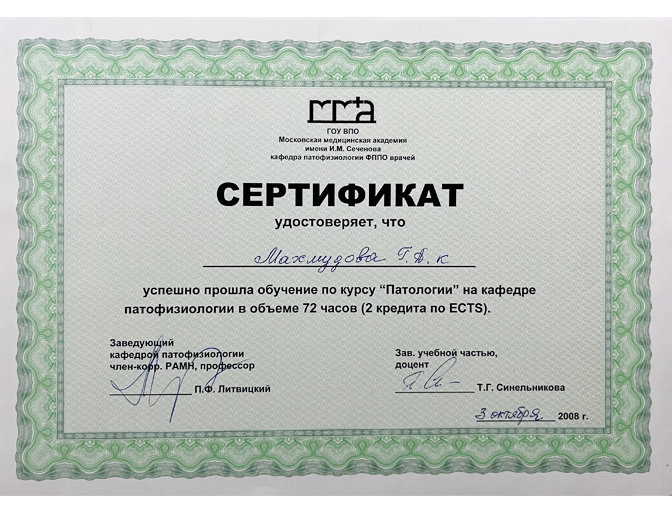 ММА
ГОУ ВПО
Московская медицинская академия
имени И.М. Сеченова
кафедра патофизиологии ФППО врачей
СЕРТИФИКАТ
удостоверяет, что
Махмудова Г.А.к
успешно прошла обучение по курсу “Патологии” на кафедре
патофизиологии в объеме 72 часов (2 кредита по ECTS).
Заведующий
кафедрой патофизиологии
член-корр. РАМН, профессор
П.Ф. Литвицкий
Зав. учебной частью,
доцент
Т.Г. Синельникова
3 октября 2008 г.